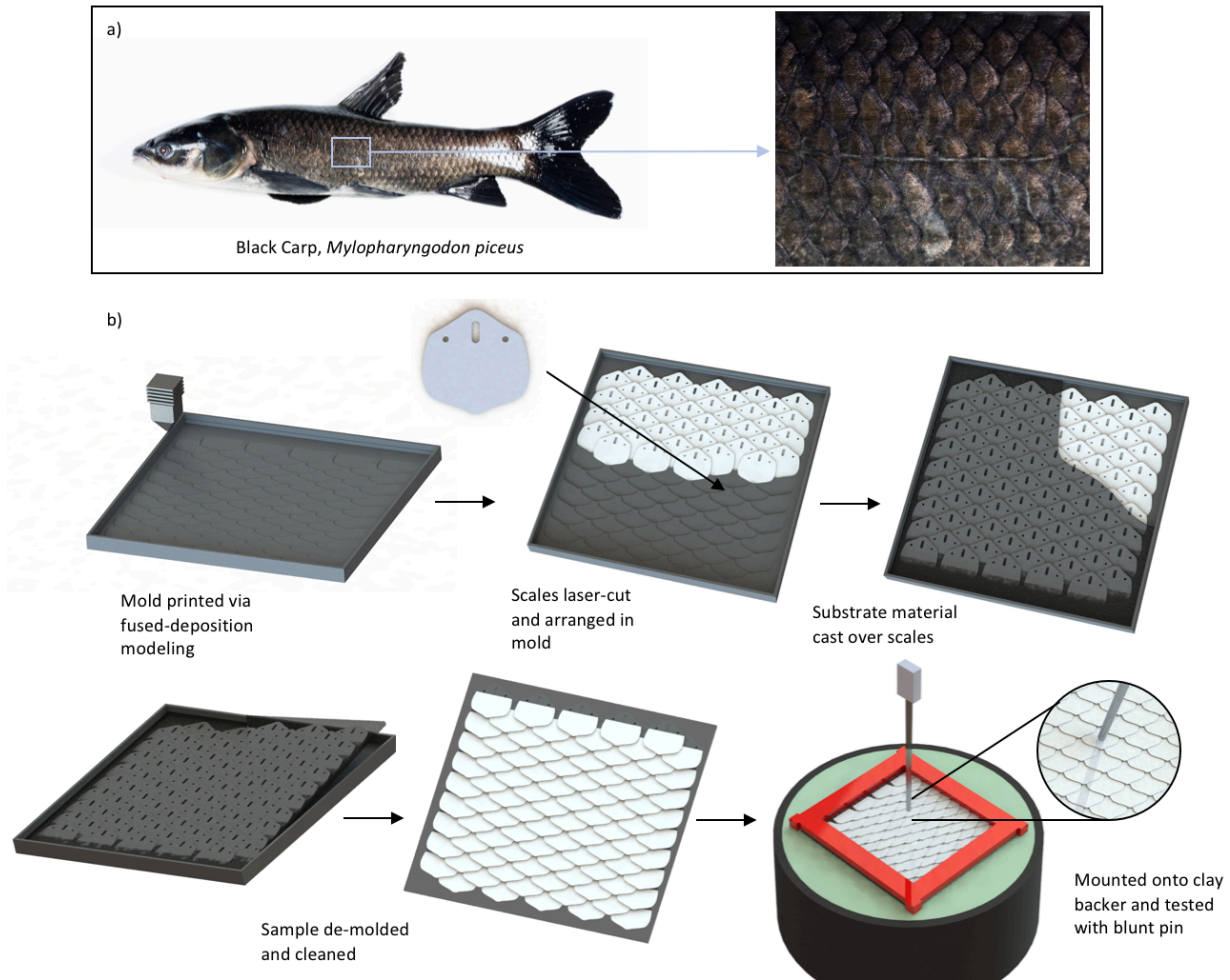 a)
Black Carp, Mylopharyngodon piceus
b)
Mold printed via
fused-deposition
modeling
Scales laser-cut
and arranged in
mold
Substrate material
cast over scales
Sample de-molded
and cleaned
Mounted onto clay
backer and tested
with blunt pin